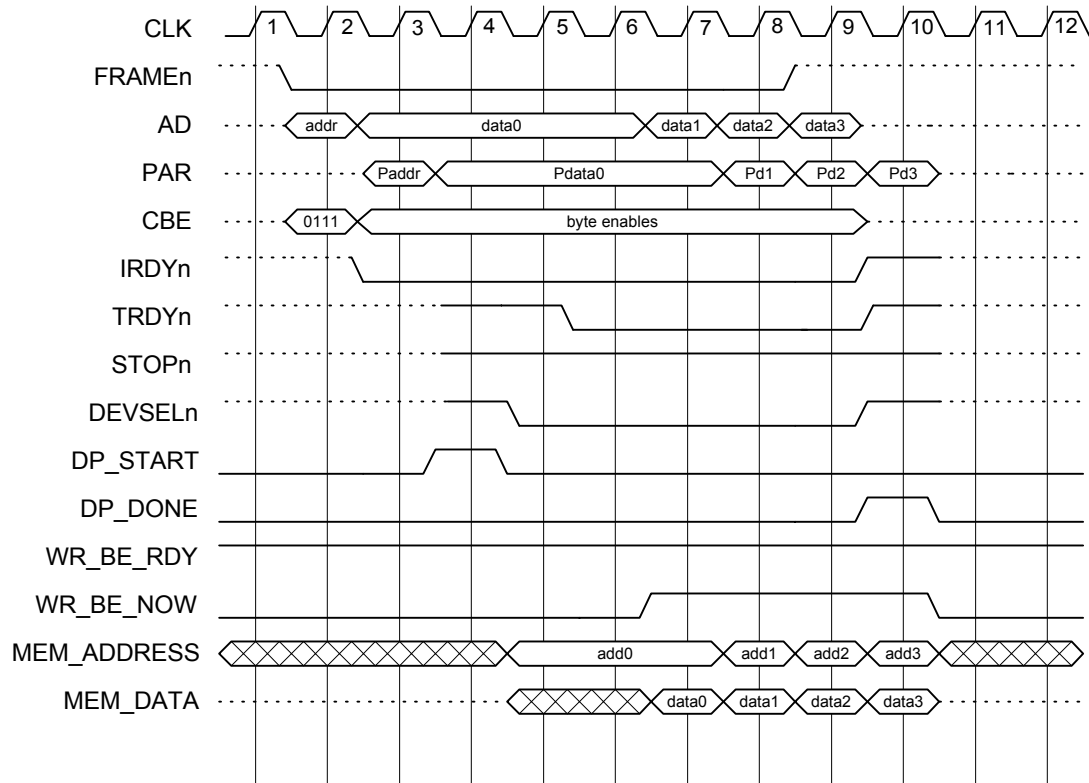 CLK 1 2 3 4 5 6 7 8 9 10 11 12
FRAMEn
AD addr data0 data1 data2 data3
PAR Paddr Pdata0 Pd1 Pd2 Pd3
CBE 0111 byte enables
IRDYn
TRDYn
STOPn
DEVSELn
DP_START
DP_DONE
WR_BE_RDY
WR_BE_NOW
MEM_ADDRESS add0 add1 add2 add3
MEM_DATA data0 data1 data2 data3